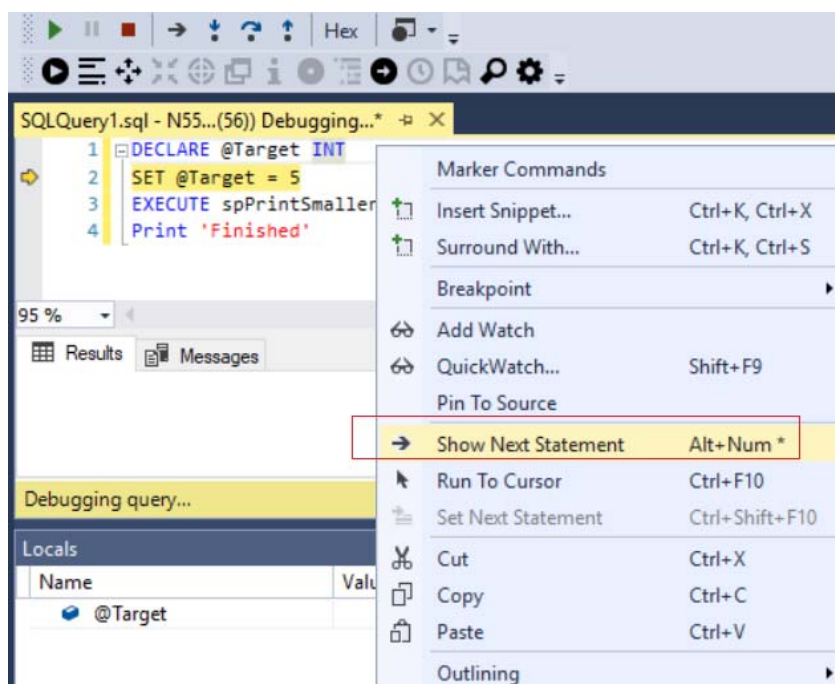 Hex
SQLQuery1.sql - N55...(56)) Debugging...*
1 DECLARE @Target INT
2 SET @Target = 5
3 EXECUTE spPrintSmaller
4 Print 'Finished'
95 %
Results Messages
Debugging query...
Locals
Name Valu
@Target
Marker Commands
Insert Snippet... Ctrl+K, Ctrl+X
Surround With... Ctrl+K, Ctrl+S
Breakpoint
Add Watch
QuickWatch... Shift+F9
Pin To Source
Show Next Statement Alt+Num *
Run To Cursor Ctrl+F10
Set Next Statement Ctrl+Shift+F10
Cut Ctrl+X
Copy Ctrl+C
Paste Ctrl+V
Outlining